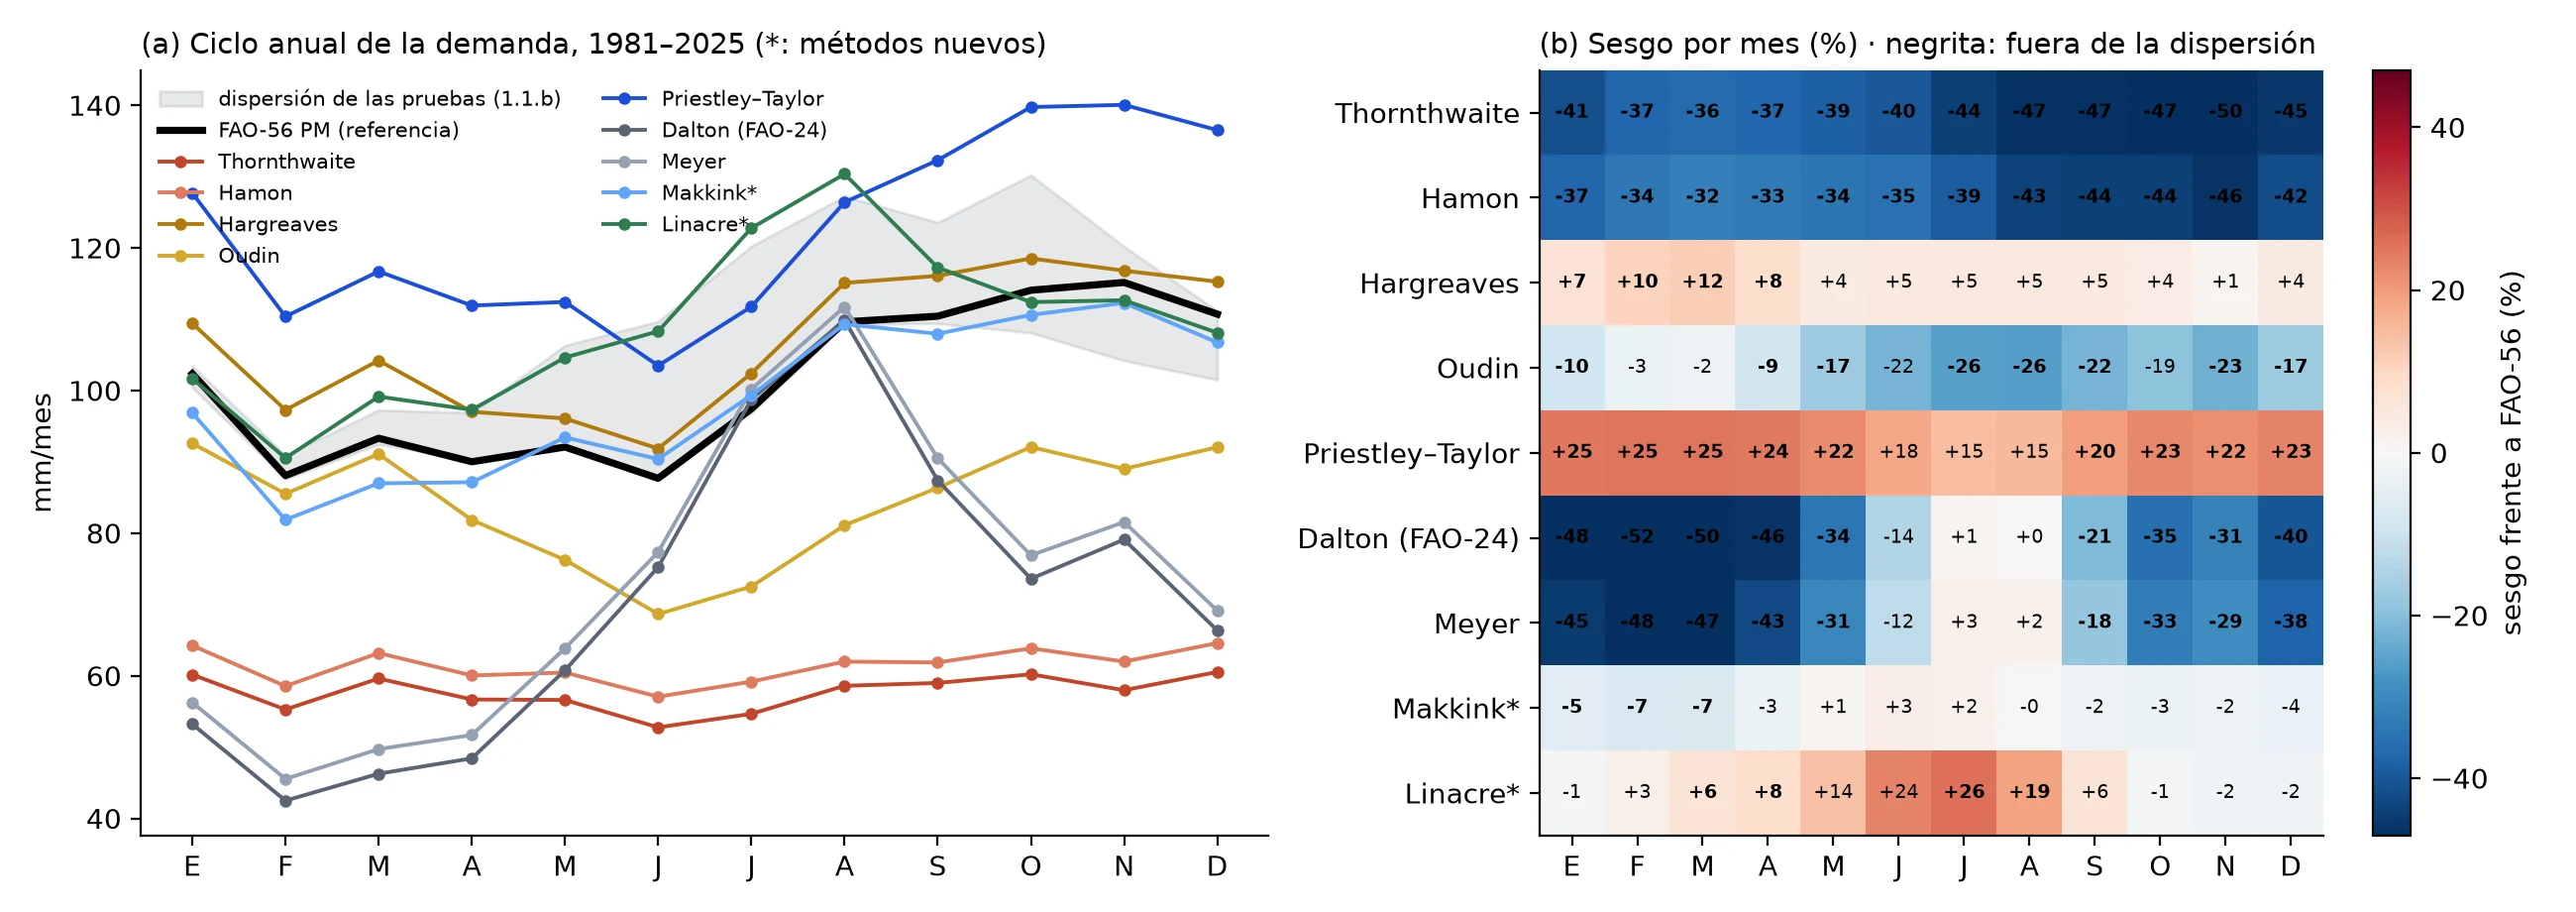 (a) Ciclo anual de la demanda, 1981–2025 (*: métodos nuevos)
dispersión de las pruebas (1.1.b)
FAO-56 PM (referencia)
Thornthwaite
Hamon
Hargreaves
Oudin
Priestley–Taylor
Dalton (FAO-24)
Meyer
Makkink*
Linacre*
mm/mes
140
120
100
80
60
40
E F M A M J J A S O N D
(b) Sesgo por mes (%) · negrita: fuera de la dispersión
Thornthwaite -41 -37 -36 -37 -39 -40 -44 -47 -47 -47 -50 -45
Hamon -37 -34 -32 -33 -34 -35 -39 -43 -44 -44 -46 -42
Hargreaves +7 +10 +12 +8 +4 +5 +5 +5 +5 +4 +1 +4
Oudin -10 -3 -2 -9 -17 -22 -26 -26 -22 -19 -23 -17
Priestley–Taylor +25 +25 +25 +24 +22 +18 +15 +15 +20 +23 +22 +23
Dalton (FAO-24) -48 -52 -50 -46 -34 -14 +1 +0 -21 -35 -31 -40
Meyer -45 -48 -47 -43 -31 -12 +3 +2 -18 -33 -29 -38
Makkink* -5 -7 -7 -3 +1 +3 +2 -0 -2 -3 -2 -4
Linacre* -1 +3 +6 +8 +14 +24 +26 +19 +6 -1 -2 -2
E F M A M J J A S O N D
40
20
0
−20
−40
sesgo frente a FAO-56 (%)